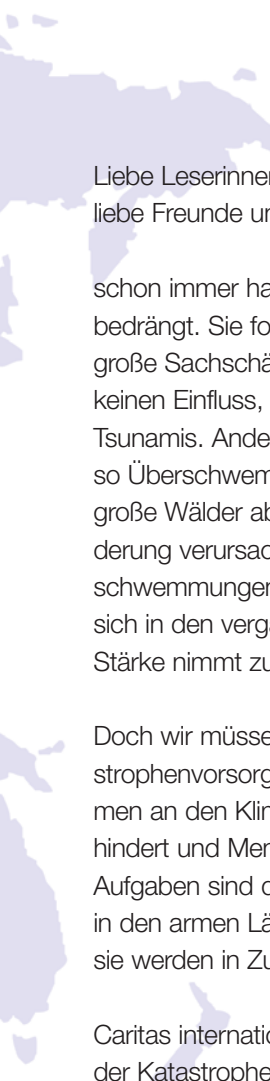 Liebe Leserinnen
liebe Freunde un
schon immer ha
bedrängt. Sie fo
große Sachschä
keinen Einfluss,
Tsunamis. Ande
so Überschwem
große Wälder ab
derung verursac
schwemmungen
sich in den verga
Stärke nimmt zu
Doch wir müsse
strophenvorsorg
men an den Klim
hindert und Men
Aufgaben sind d
in den armen Lä
sie werden in Zu
Caritas internatio
der Katastrophe